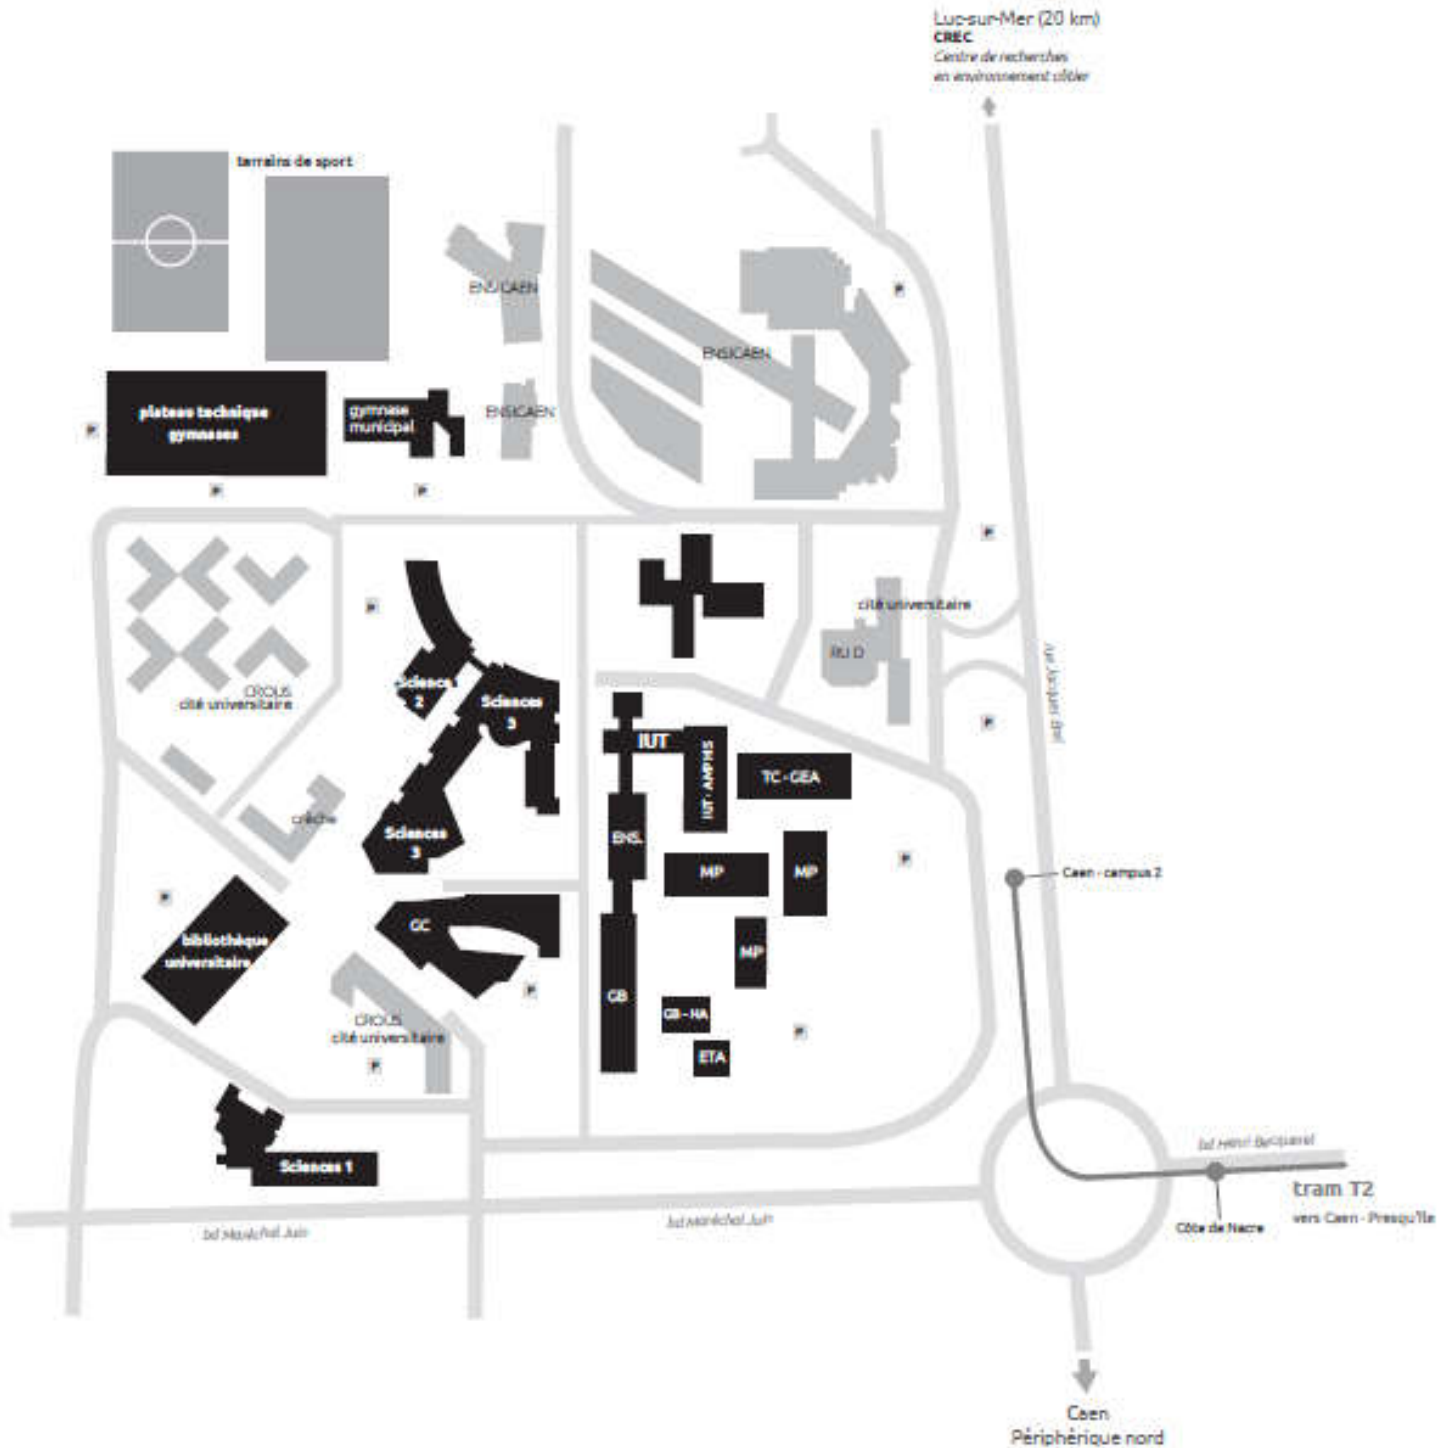 Luc-sur-Mer (20 km)
CREC
Centre de recherches
en environnement côtier
terrains de sport
ENSICAEN
ENSICAEN
ENSICAEN
plateau technique
gymnases
gymnase
municipal
P
P
P
P
P
P
cité universitaire
RU D
rue Jacques Brel
CROUS
cité universitaire
Science
2
Sciences
3
P
IUT
IUT - AMPHIS
TC - GEA
crèche
Sciences
3
ENS.
MP
MP
P
Caen - campus 2
P
bibliothèque
universitaire
GC
MP
P
GB
GB - HA
P
CROUS
cité universitaire
P
ETA
Sciences 1
bd Henri Becquerel
tram T2
vers Caen - Presqu'île
Côte de Nacre
bd Maréchal Juin
bd Maréchal Juin
Caen
Périphérique nord